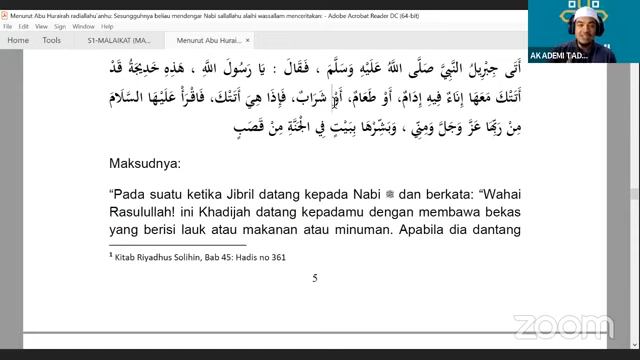 Menurut Abu Hurairah radiallahu'anhu; Sesungguhnya beliau mendengar Nabi sallallahu alaihi wassallam menceritakan: - Adobe Acrobat Reader DC (64-bit)
File Edit View Sign Window Help
Home Tools S1-MALAIKAT (MA... Menurut Abu Hurai... ×
AKADEMI TAD...
أَتَى جِبْرِيلُ النَّبِيَّ صَلَّى اللَّهُ عَلَيْهِ وَسَلَّمَ ، فَقَالَ : يَا رَسُولَ اللَّهِ ، هَذِهِ خَدِيجَةُ قَدْ
أَتَتْكَ مَعَهَا إِنَاءٌ فِيهِ إِدَامٌ، أَوْ طَعَامٌ، أَوْ شَرَابٌ، فَإِذَا هِيَ أَتَتْكَ، فَاقْرَأْ عَلَيْهَا السَّلَامَ
مِنْ رَبِّهَا عَزَّ وَجَلَّ وَمِنِّي ، وَبَشِّرْهَا بِبَيْتٍ فِي الْجَنَّةِ مِنْ قَصَبٍ
Maksudnya:
“Pada suatu ketika Jibril datang kepada Nabi ﷺ dan berkata: “Wahai
Rasulullah! ini Khadijah datang kepadamu dengan membawa bekas
yang berisi lauk atau makanan atau minuman. Apabila dia dantang
1 Kitab Riyadhus Solihin, Bab 45: Hadis no 361
5
zoom